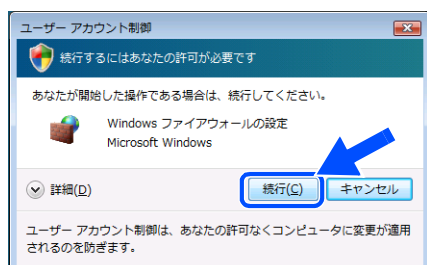 ユーザー アカウント制御
続行するにはあなたの許可が必要です
あなたが開始した操作である場合は、続行してください。
Windows ファイアウォールの設定
Microsoft Windows
詳細(D)
続行(C)
キャンセル
ユーザー アカウント制御は、あなたの許可なくコンピュータに変更が適用
されるのを防ぎます。